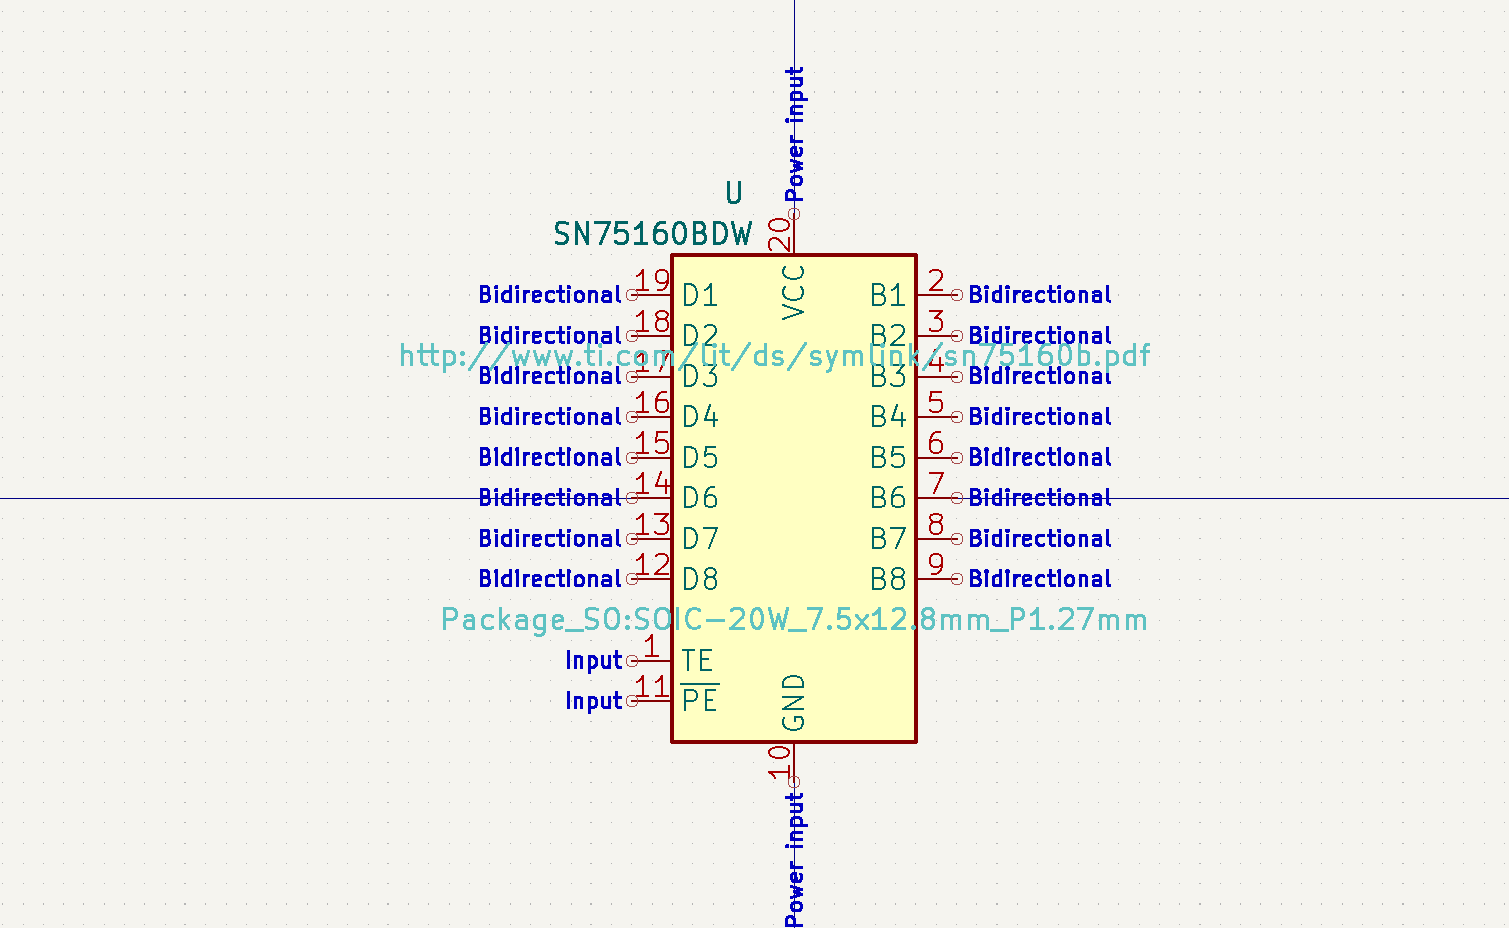 Power input
U
SN75160BDW
20
VCC
Bidirectional 19 D1 B1 2 Bidirectional
Bidirectional 18 D2 B2 3 Bidirectional
http://www.ti.com/lit/ds/symlink/sn75160b.pdf
Bidirectional 17 D3 B3 4 Bidirectional
Bidirectional 16 D4 B4 5 Bidirectional
Bidirectional 15 D5 B5 6 Bidirectional
Bidirectional 14 D6 B6 7 Bidirectional
Bidirectional 13 D7 B7 8 Bidirectional
Bidirectional 12 D8 B8 9 Bidirectional
Package_SO:SOIC-20W_7.5x12.8mm_P1.27mm
Input 1 TE
Input 11 PE
GND
10
Power input